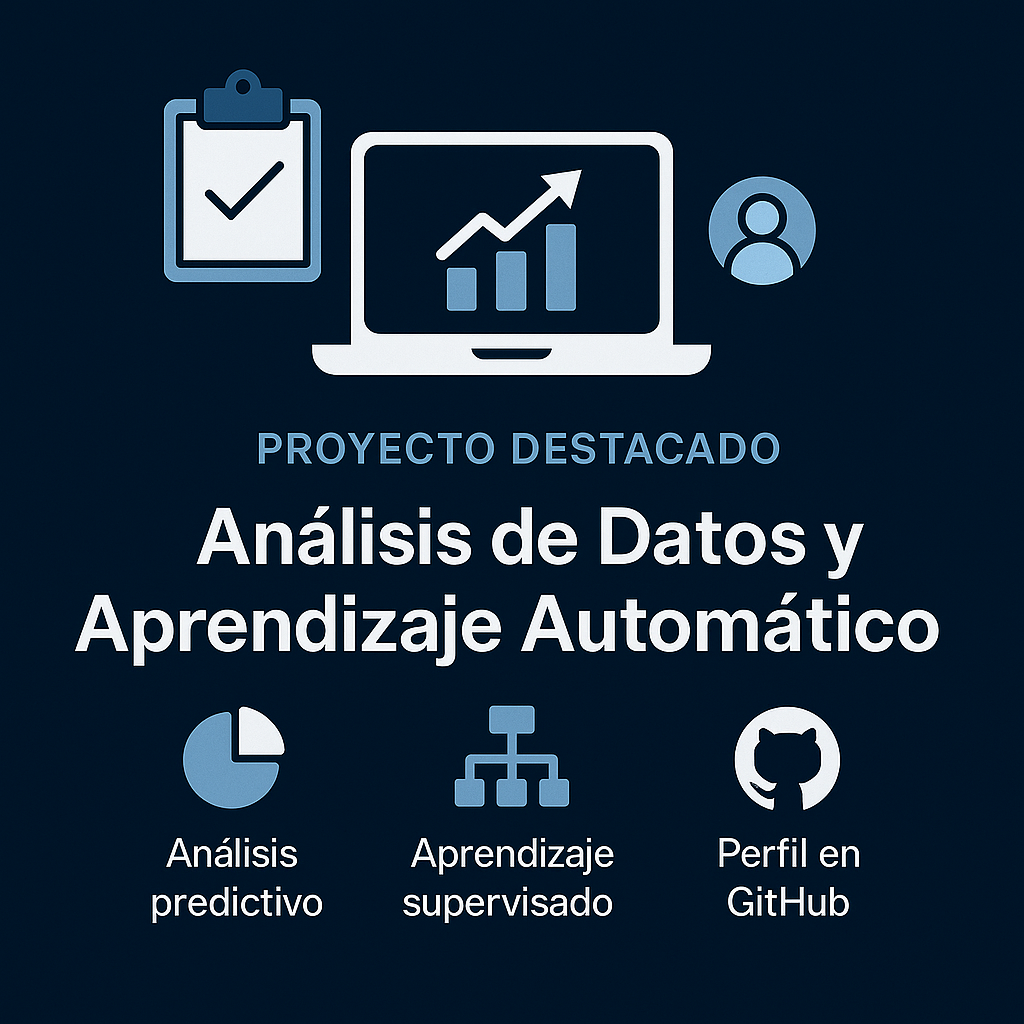 PROYECTO DESTACADO
Análisis de Datos y
Aprendizaje Automático
Análisis
predictivo
Aprendizaje
supervisado
Perfil en
GitHub